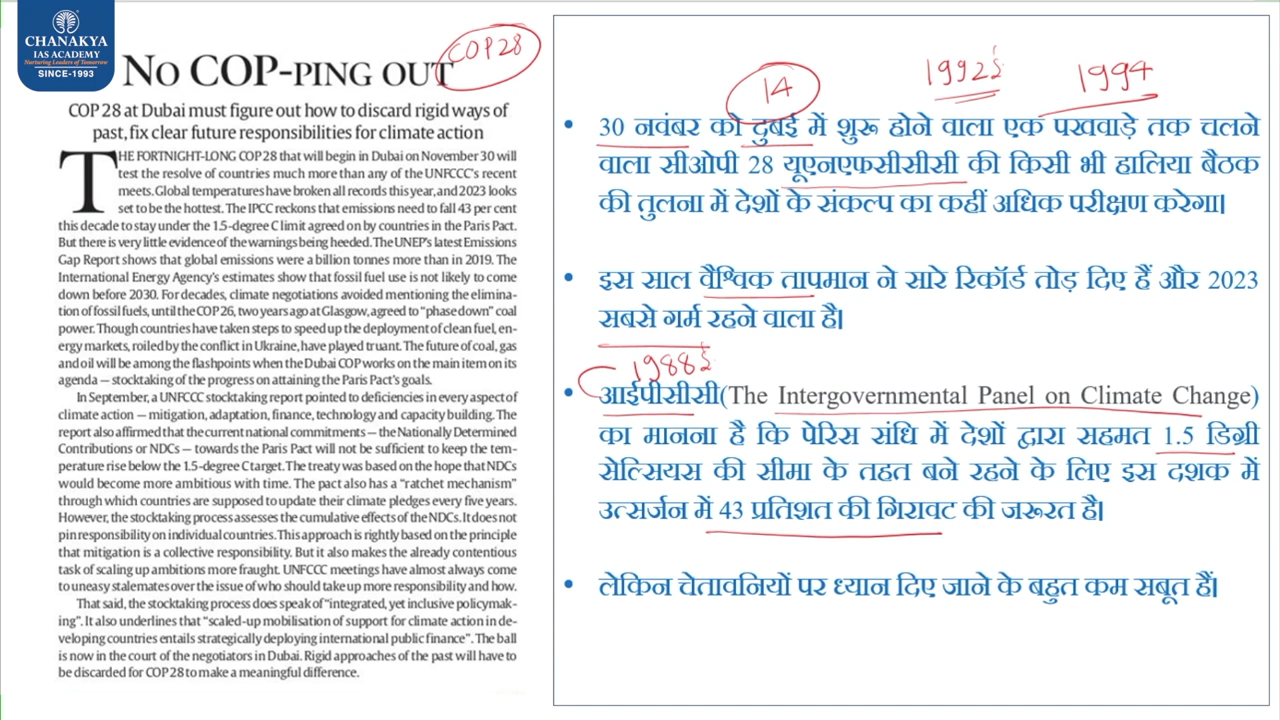 CHANAKYA
IAS ACADEMY
Nurturing Leaders of Tomorrow
SINCE-1993
NO COP-PING OUT
COP28
COP 28 at Dubai must figure out how to discard rigid ways of
past, fix clear future responsibilities for climate action
THE FORTNIGHT-LONG COP 28 that will begin in Dubai on November 30 will
test the resolve of countries much more than any of the UNFCCC's recent
meets. Global temperatures have broken all records this year, and 2023 looks
set to be the hottest. The IPCC reckons that emissions need to fall 43 per cent
this decade to stay under the 1.5-degree C limit agreed on by countries in the Paris Pact.
But there is very little evidence of the warnings being heeded. The UNEP's latest Emissions
Gap Report shows that global emissions were a billion tonnes more than in 2019. The
International Energy Agency's estimates show that fossil fuel use is not likely to come
down before 2030. For decades, climate negotiations avoided mentioning the elimina-
tion of fossil fuels, until the COP 26, two years ago at Glasgow, agreed to "phase down" coal
power. Though countries have taken steps to speed up the deployment of clean fuel, en-
ergy markets, roiled by the conflict in Ukraine, have played truant. The future of coal, gas
and oil will be among the flashpoints when the Dubai COP works on the main item on its
agenda — stocktaking of the progress on attaining the Paris Pact's goals.
In September, a UNFCCC stocktaking report pointed to deficiencies in every aspect of
climate action — mitigation, adaptation, finance, technology and capacity building. The
report also affirmed that the current national commitments — the Nationally Determined
Contributions or NDCs — towards the Paris Pact will not be sufficient to keep the tem-
perature rise below the 1.5-degree C target. The treaty was based on the hope that NDCs
would become more ambitious with time. The pact also has a "ratchet mechanism"
through which countries are supposed to update their climate pledges every five years.
However, the stocktaking process assesses the cumulative effects of the NDCs. It does not
pin responsibility on individual countries. This approach is rightly based on the principle
that mitigation is a collective responsibility. But it also makes the already contentious
task of scaling up ambitions more fraught. UNFCCC meetings have almost always come
to uneasy stalemates over the issue of who should take up more responsibility and how.
That said, the stocktaking process does speak of "integrated, yet inclusive policymak-
ing". It also underlines that "scaled-up mobilisation of support for climate action in de-
veloping countries entails strategically deploying international public finance". The ball
is now in the court of the negotiators in Dubai. Rigid approaches of the past will have to
be discarded for COP 28 to make a meaningful difference.
14 1992ई 1994
• 30 नवंबर को दुबई में शुरू होने वाला एक पखवाड़े तक चलने
वाला सीओपी 28 यूएनएफसीसीसी की किसी भी हालिया बैठक
की तुलना में देशों के संकल्प का कहीं अधिक परीक्षण करेगा।
• इस साल वैश्विक तापमान ने सारे रिकॉर्ड तोड़ दिए हैं और 2023
सबसे गर्म रहने वाला है।
1988ई
• आईपीसीसी(The Intergovernmental Panel on Climate Change)
का मानना है कि पेरिस संधि में देशों द्वारा सहमत 1.5 डिग्री
सेल्सियस की सीमा के तहत बने रहने के लिए इस दशक में
उत्सर्जन में 43 प्रतिशत की गिरावट की जरूरत है।
• लेकिन चेतावनियों पर ध्यान दिए जाने के बहुत कम सबूत हैं।